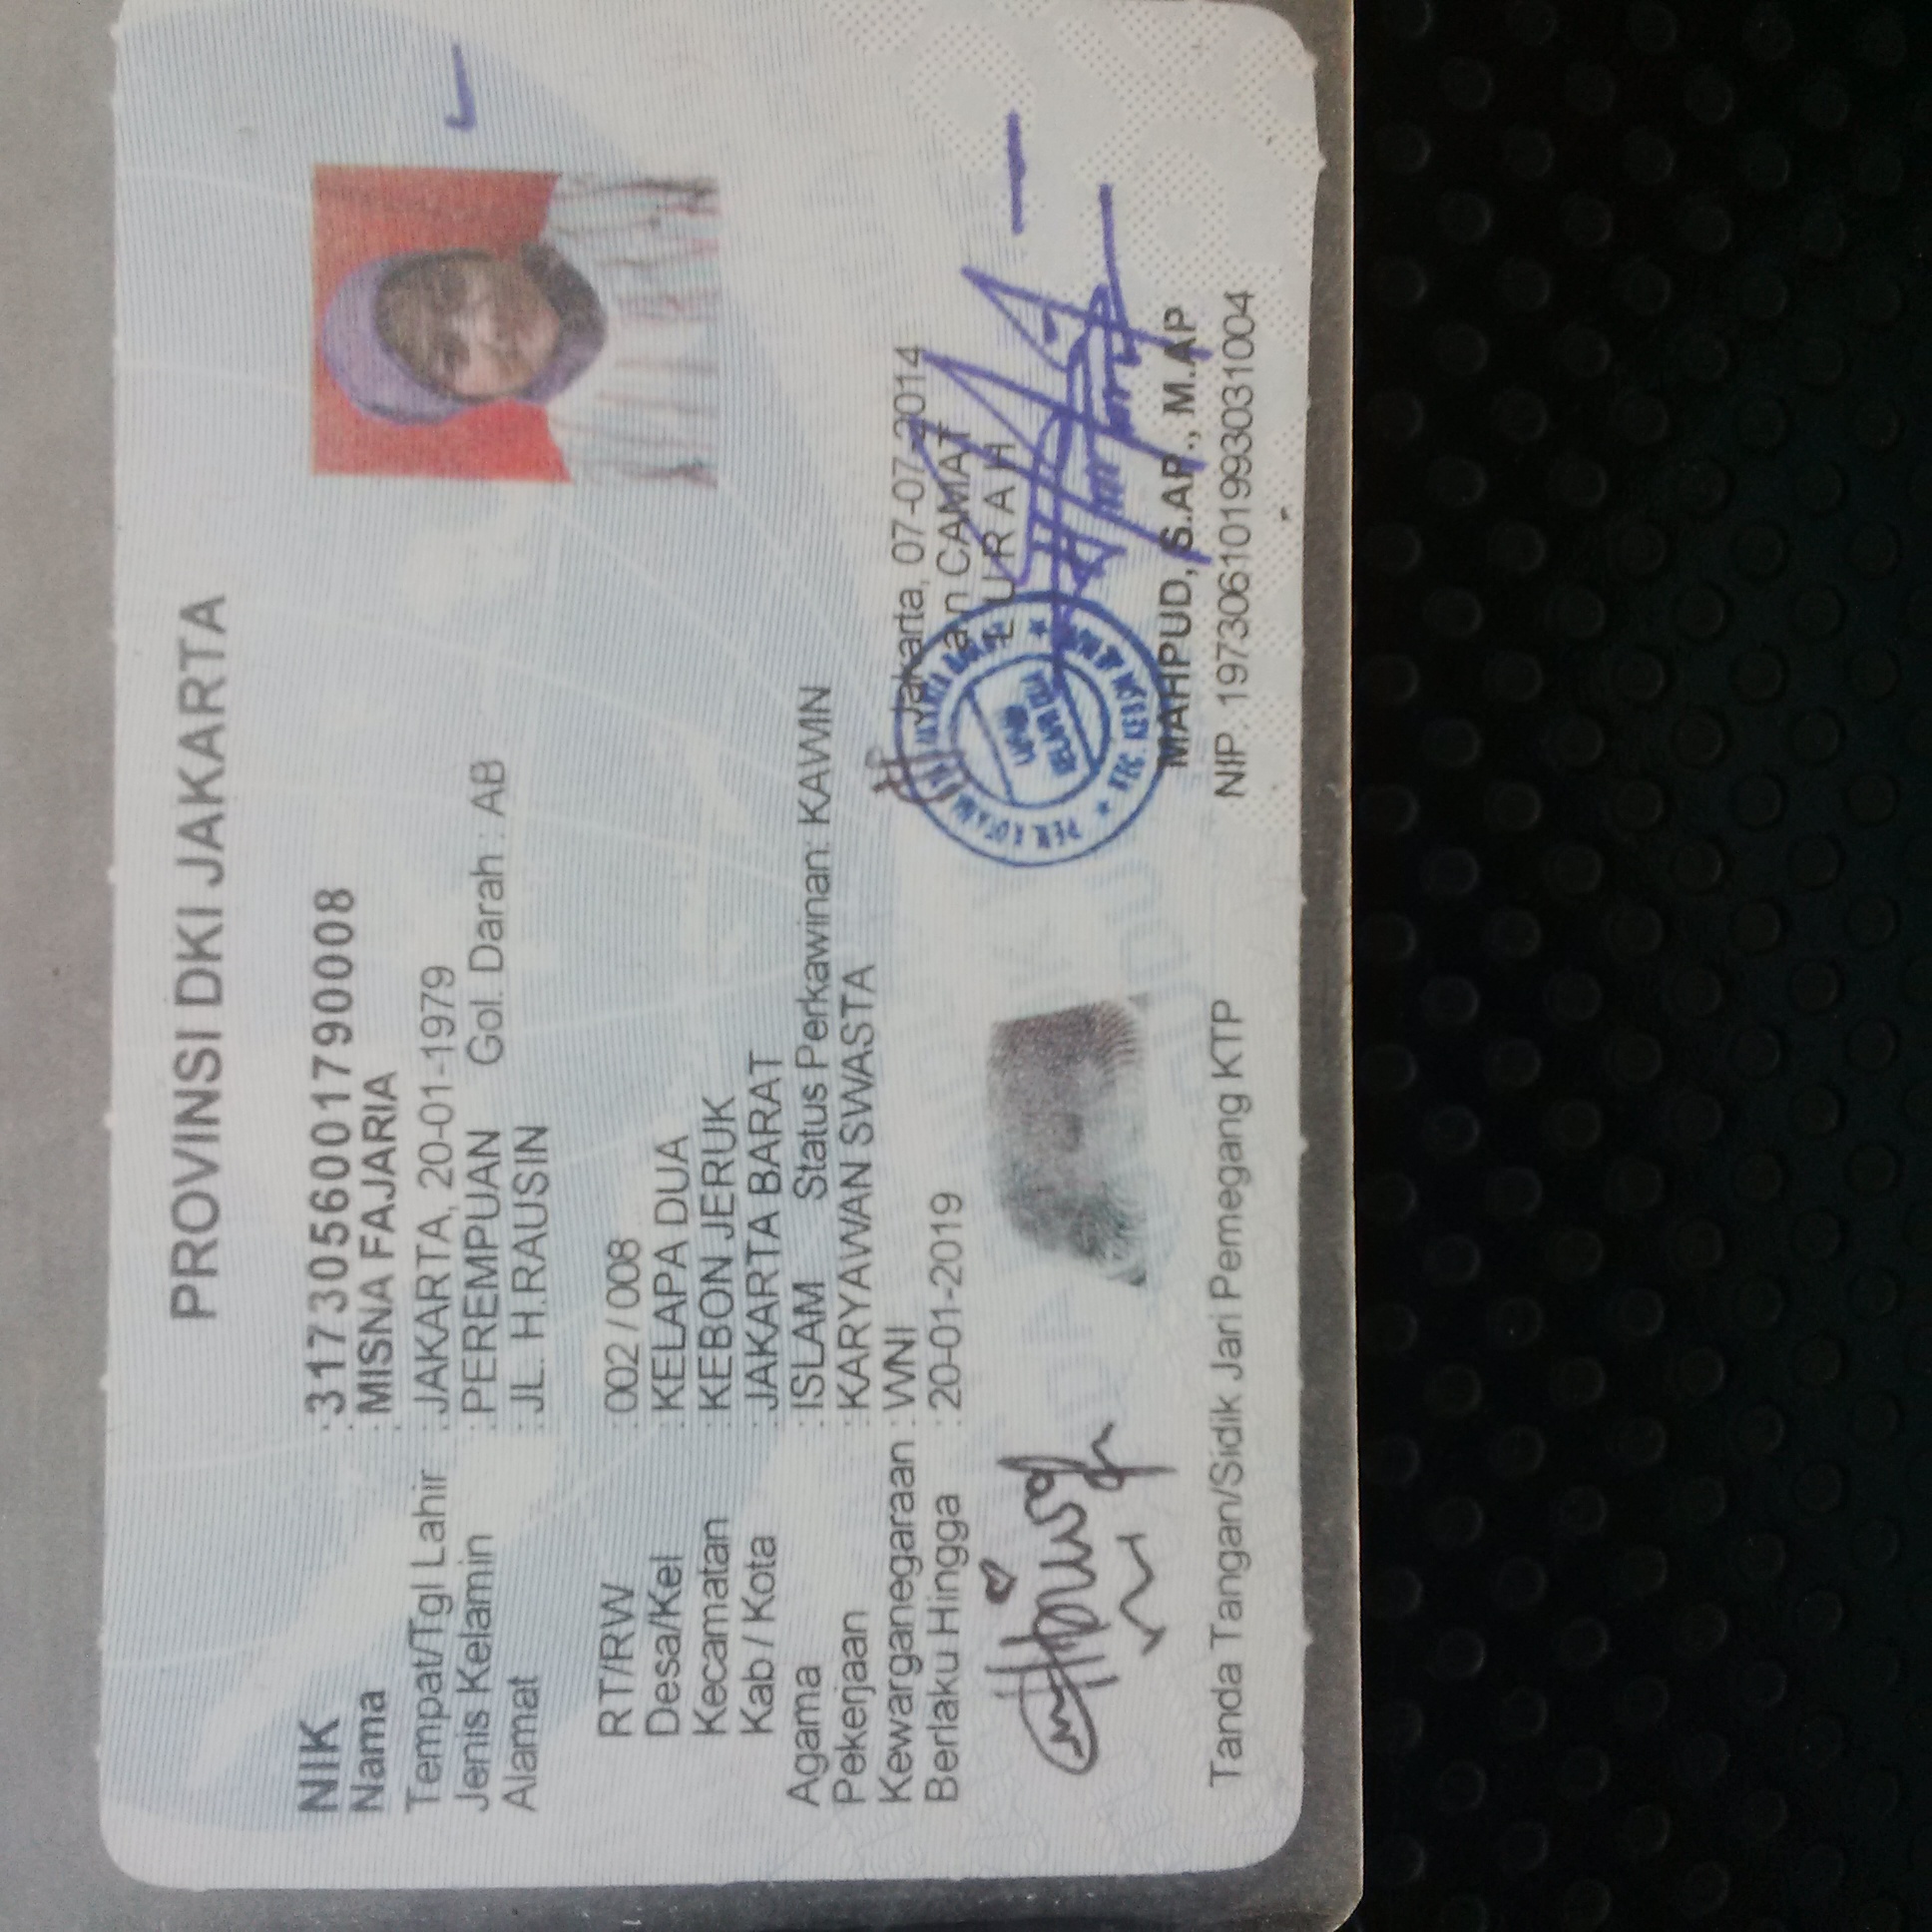 PROVINSI DKI JAKARTA
NIK : 3173056001790008
Nama : MISNA FAJARIA
Tempat/Tgl Lahir : JAKARTA, 20-01-1979
Jenis Kelamin : PEREMPUAN Gol. Darah : AB
Alamat : JL. H.RAUSIN
RT/RW : 002 / 008
Desa/Kel : KELAPA DUA
Kecamatan : KEBON JERUK
Kab / Kota : JAKARTA BARAT
Agama : ISLAM Status Perkawinan: KAWIN
Pekerjaan : KARYAWAN SWASTA
Kewarganegaraan : WNI
Berlaku Hingga : 20-01-2019
Jakarta, 07-07-2014
an CAMAT
LURAH
MAHPUD, S.AP., M.AP
NIP. 197306101993031004
Tanda Tangan/Sidik Jari Pemegang KTP